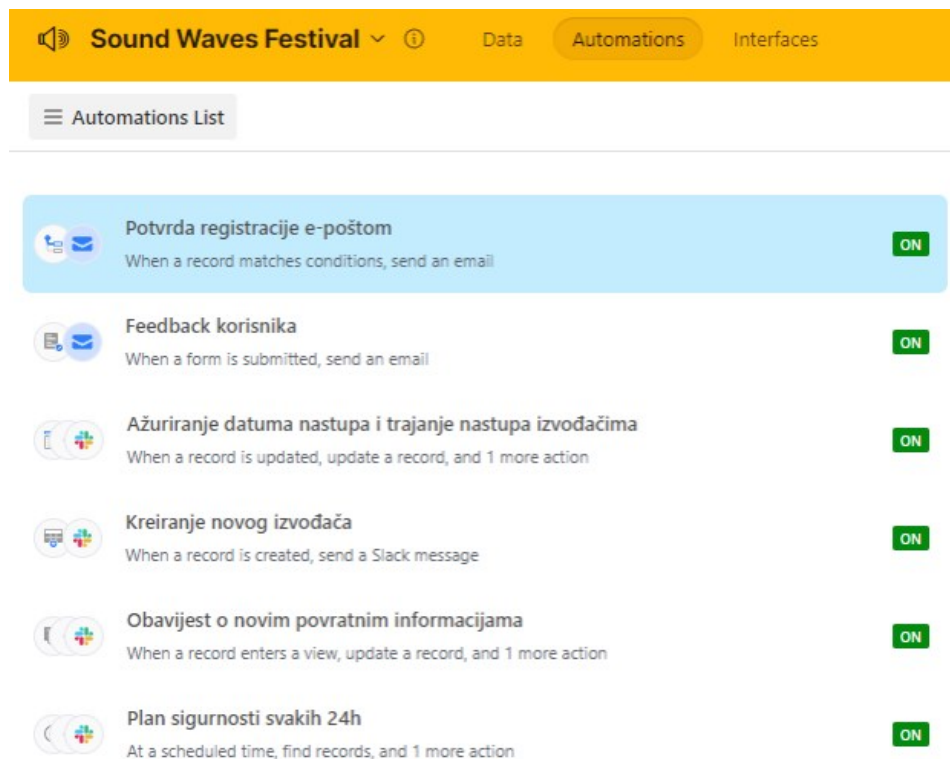 Sound Waves Festival Data Automations Interfaces
Automations List
Potvrda registracije e-poštom
When a record matches conditions, send an email
ON
Feedback korisnika
When a form is submitted, send an email
ON
Ažuriranje datuma nastupa i trajanje nastupa izvođačima
When a record is updated, update a record, and 1 more action
ON
Kreiranje novog izvođača
When a record is created, send a Slack message
ON
Obavijest o novim povratnim informacijama
When a record enters a view, update a record, and 1 more action
ON
Plan sigurnosti svakih 24h
At a scheduled time, find records, and 1 more action
ON